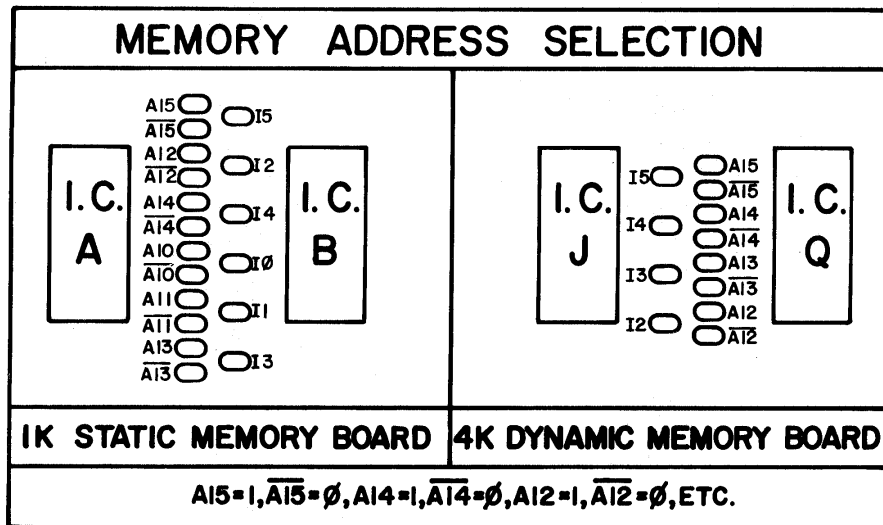 MEMORY ADDRESS SELECTION
A15
A̅1̅5̅
A12
A̅1̅2̅
A14
A̅1̅4̅
A10
A̅1̅0̅
A11
A̅1̅1̅
A13
A̅1̅3̅
I5
I2
I4
IØ
I1
I3
I.C.
A
I.C.
B
1K STATIC MEMORY BOARD
I.C.
J
I5
I4
I3
I2
A15
A̅1̅5̅
A14
A̅1̅4̅
A13
A̅1̅3̅
A12
A̅1̅2̅
I.C.
Q
4K DYNAMIC MEMORY BOARD
A15=1, A̅1̅5̅=Ø, A14=1, A̅1̅4̅=Ø, A12=1, A̅1̅2̅=Ø, ETC.